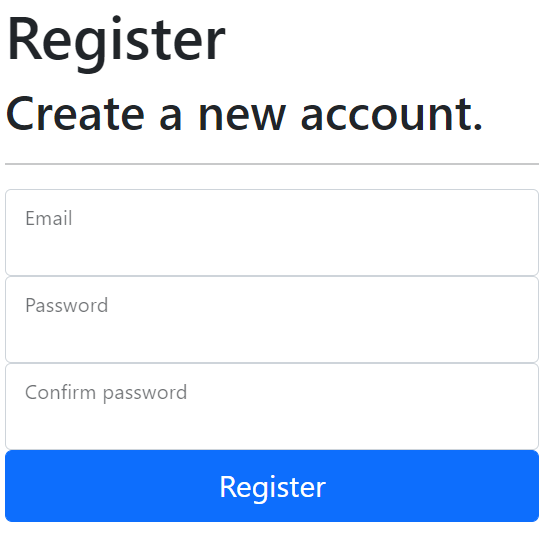 Register
Create a new account.
Email
Password
Confirm password
Register